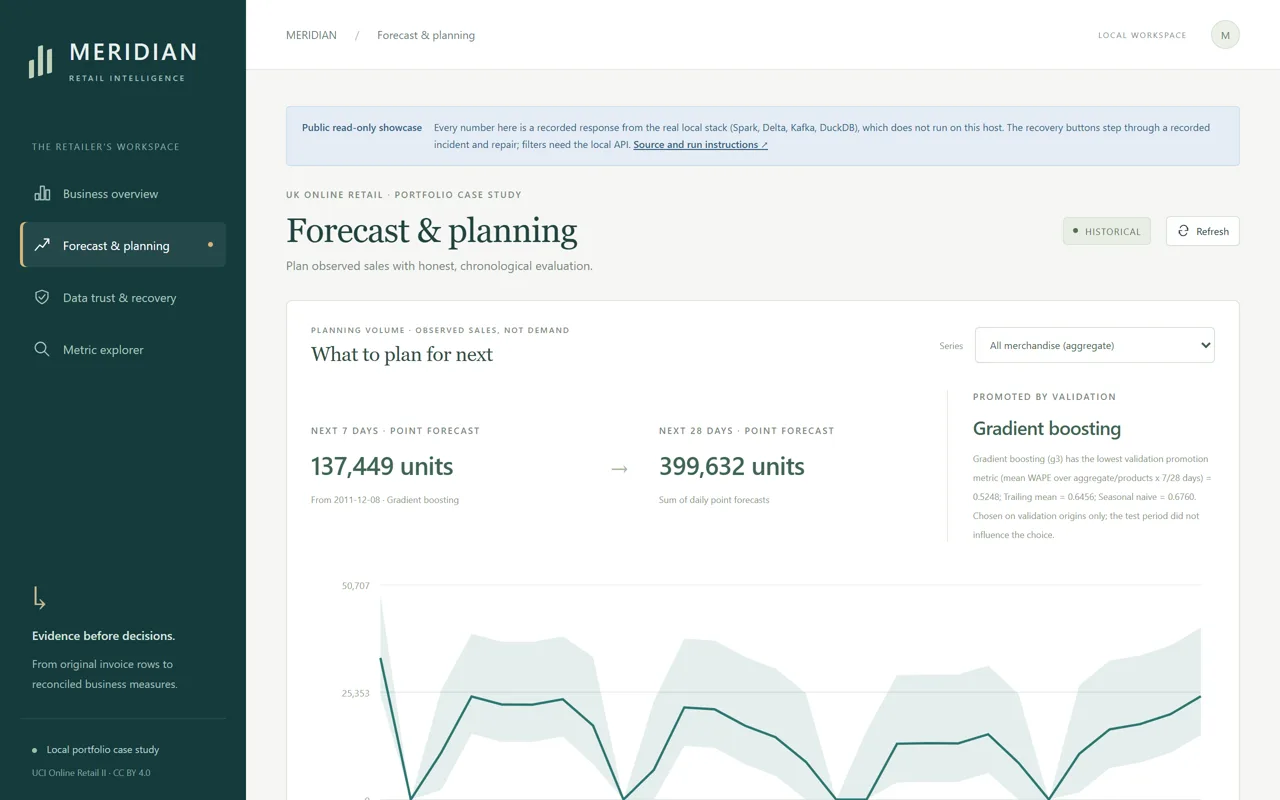 MERIDIAN
RETAIL INTELLIGENCE
THE RETAILER'S WORKSPACE
Business overview
Forecast & planning
Data trust & recovery
Metric explorer
Evidence before decisions.
From original invoice rows to
reconciled business measures.
Local portfolio case study
UCI Online Retail II · CC BY 4.0
MERIDIAN / Forecast & planning
LOCAL WORKSPACE
M
Public read-only showcase
Every number here is a recorded response from the real local stack (Spark, Delta, Kafka, DuckDB), which does not run on this host. The recovery buttons step through a recorded
incident and repair; filters need the local API. Source and run instructions ↗
UK ONLINE RETAIL · PORTFOLIO CASE STUDY
Forecast & planning
Plan observed sales with honest, chronological evaluation.
HISTORICAL
Refresh
PLANNING VOLUME · OBSERVED SALES, NOT DEMAND
What to plan for next
Series
All merchandise (aggregate)
NEXT 7 DAYS · POINT FORECAST
137,449 units
From 2011-12-08 · Gradient boosting
→
NEXT 28 DAYS · POINT FORECAST
399,632 units
Sum of daily point forecasts
PROMOTED BY VALIDATION
Gradient boosting
Gradient boosting (g3) has the lowest validation promotion
metric (mean WAPE over aggregate/products x 7/28 days) =
0.5248; Trailing mean = 0.6456; Seasonal naive = 0.6760.
Chosen on validation origins only; the test period did not
influence the choice.
50,707
25,353
0